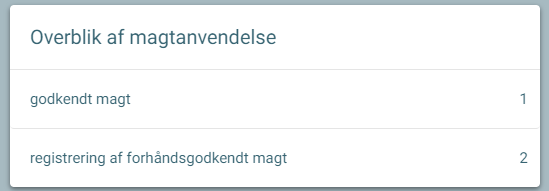 Overblik af magtanvendelse
godkendt magt 1
registrering af forhåndsgodkendt magt 2